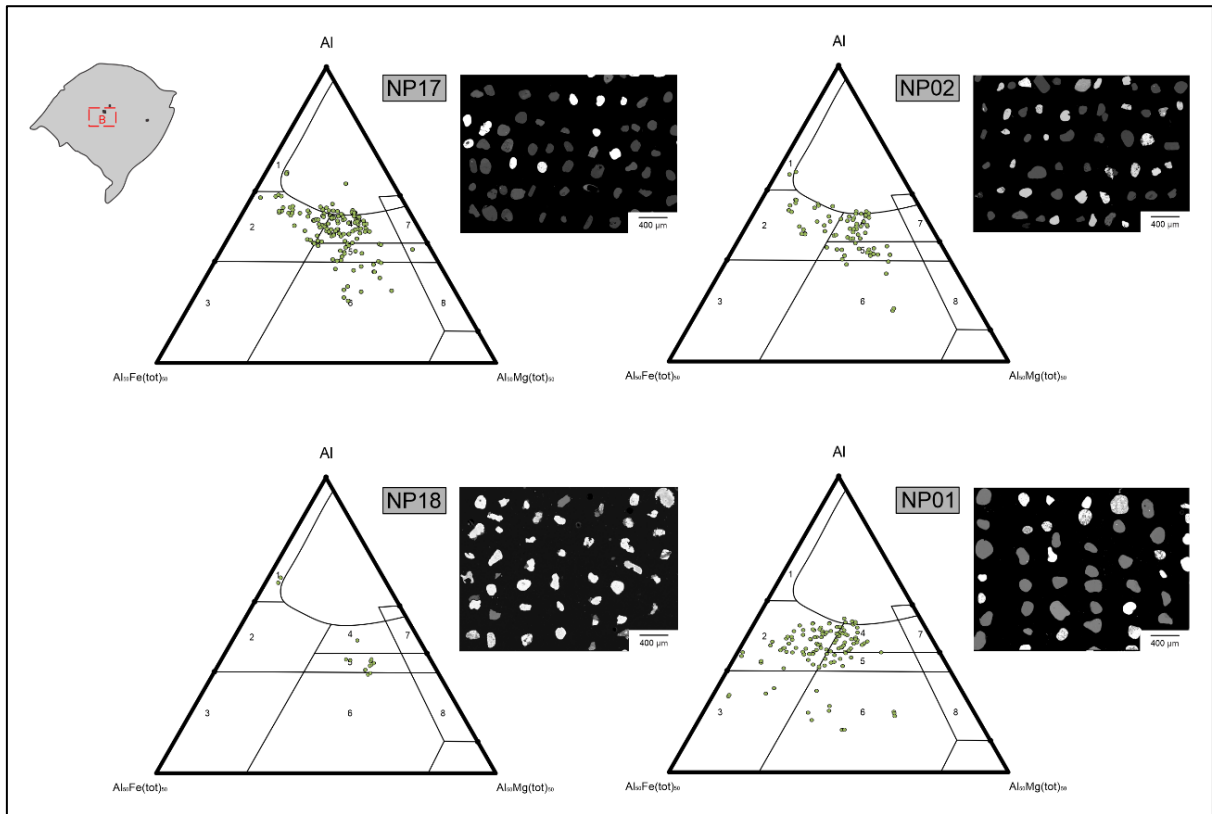 B
Al
NP17
1
2
3
4
5
6
7
8
400 µm
Al₅₀Fe(tot)₅₀
Al₅₀Mg(tot)₅₀
Al
NP02
1
2
3
5
6
7
8
400 µm
Al₅₀Fe(tot)₅₀
Al₅₀Mg(tot)₅₀
Al
NP18
1
2
3
4
5
6
7
8
400 µm
Al₅₀Fe(tot)₅₀
Al₅₀Mg(tot)₅₀
Al
NP01
1
2
3
4
5
6
7
8
400 µm
Al₅₀Fe(tot)₅₀
Al₅₀Mg(tot)₅₀